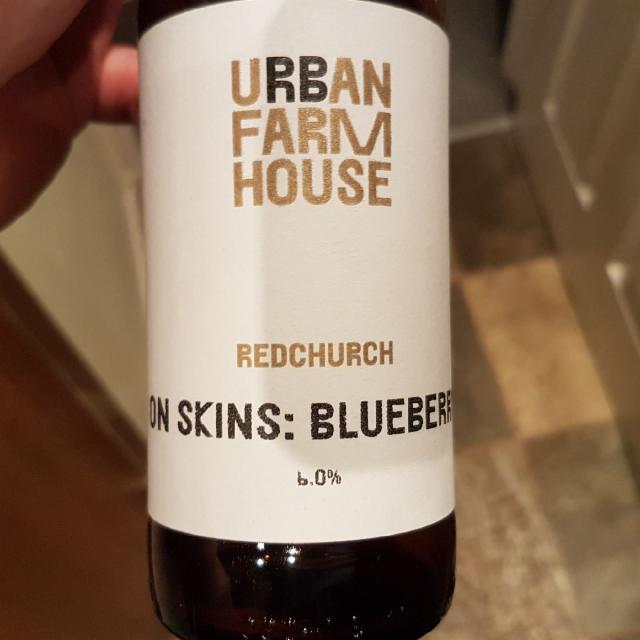 URBAN
FARM
HOUSE
REDCHURCH
ON SKINS: BLUEBERR
6.0%